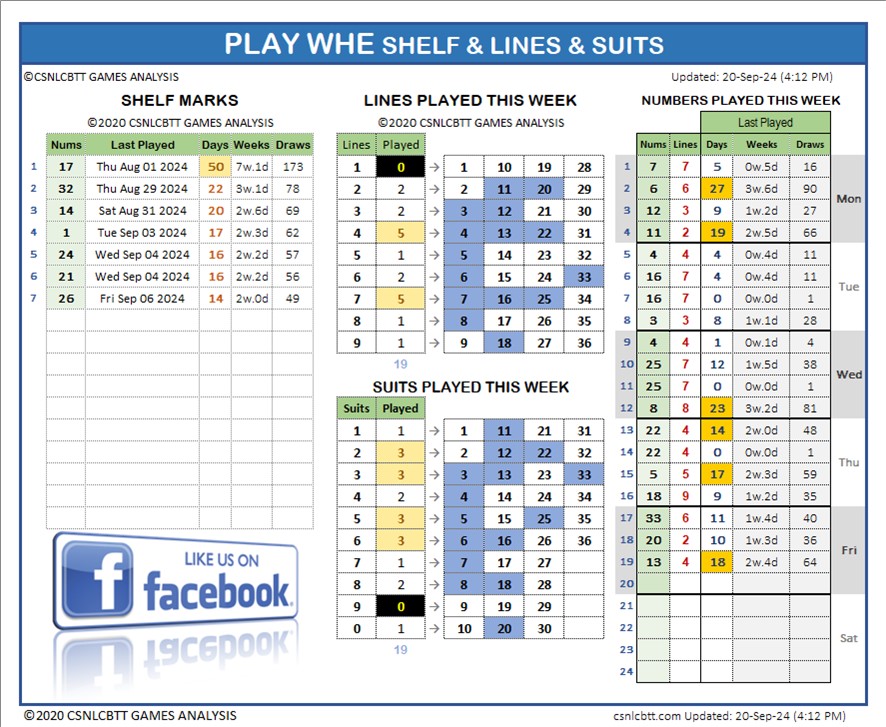 PLAY WHE SHELF & LINES & SUITS
©CSNLCBTT GAMES ANALYSIS
Updated: 20-Sep-24 (4:12 PM)
SHELF MARKS
©2020 CSNLCBTT GAMES ANALYSIS
Nums Last Played Days Weeks Draws
1 17 Thu Aug 01 2024 50 7w.1d 173
2 32 Thu Aug 29 2024 22 3w.1d 78
3 14 Sat Aug 31 2024 20 2w.6d 69
4 1 Tue Sep 03 2024 17 2w.3d 62
5 24 Wed Sep 04 2024 16 2w.2d 57
6 21 Wed Sep 04 2024 16 2w.2d 56
7 26 Fri Sep 06 2024 14 2w.0d 49
f LIKE US ON
facebook.
LINES PLAYED THIS WEEK
©2020 CSNLCBTT GAMES ANALYSIS
Lines Played
1 0 → 1 10 19 28
2 2 → 2 11 20 29
3 2 → 3 12 21 30
4 5 → 4 13 22 31
5 1 → 5 14 23 32
6 2 → 6 15 24 33
7 5 → 7 16 25 34
8 1 → 8 17 26 35
9 1 → 9 18 27 36
19
SUITS PLAYED THIS WEEK
Suits Played
1 1 → 1 11 21 31
2 3 → 2 12 22 32
3 3 → 3 13 23 33
4 2 → 4 14 24 34
5 3 → 5 15 25 35
6 3 → 6 16 26 36
7 1 → 7 17 27
8 2 → 8 18 28
9 0 → 9 19 29
0 1 → 10 20 30
19
NUMBERS PLAYED THIS WEEK
Last Played
Nums Lines Days Weeks Draws
1 7 7 5 0w.5d 16
2 6 6 27 3w.6d 90
Mon
3 12 3 9 1w.2d 27
4 11 2 19 2w.5d 66
5 4 4 4 0w.4d 11
6 16 7 4 0w.4d 11
Tue
7 16 7 0 0w.0d 1
8 3 3 8 1w.1d 28
9 4 4 1 0w.1d 4
10 25 7 12 1w.5d 38
Wed
11 25 7 0 0w.0d 1
12 8 8 23 3w.2d 81
13 22 4 14 2w.0d 48
14 22 4 0 0w.0d 1
Thu
15 5 5 17 2w.3d 59
16 18 9 9 1w.2d 35
17 33 6 11 1w.4d 40
18 20 2 10 1w.3d 36
Fri
19 13 4 18 2w.4d 64
20
21
22
Sat
23
24
©2020 CSNLCBTT GAMES ANALYSIS
csnlcbtt.com Updated: 20-Sep-24 (4:12 PM)